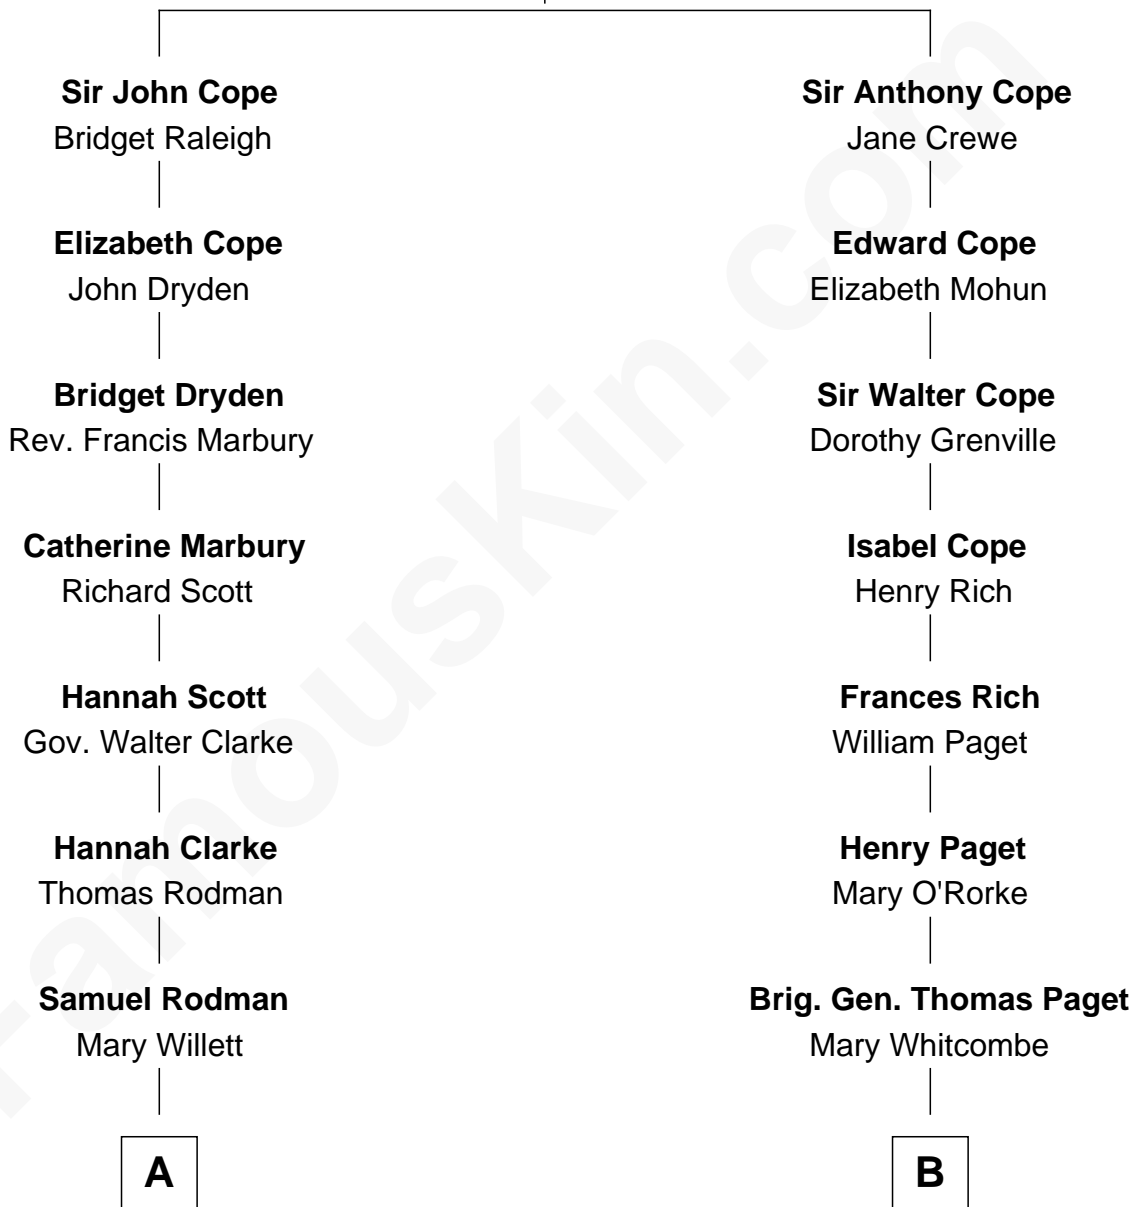 Sir John Cope
Bridget Raleigh
Elizabeth Cope
John Dryden
Bridget Dryden
Rev. Francis Marbury
Catherine Marbury
Richard Scott
Hannah Scott
Gov. Walter Clarke
Hannah Clarke
Thomas Rodman
Samuel Rodman
Mary Willett
A
Sir Anthony Cope
Jane Crewe
Edward Cope
Elizabeth Mohun
Sir Walter Cope
Dorothy Grenville
Isabel Cope
Henry Rich
Frances Rich
William Paget
Henry Paget
Mary O'Rorke
Brig. Gen. Thomas Paget
Mary Whitcombe
B
FamousKin.com